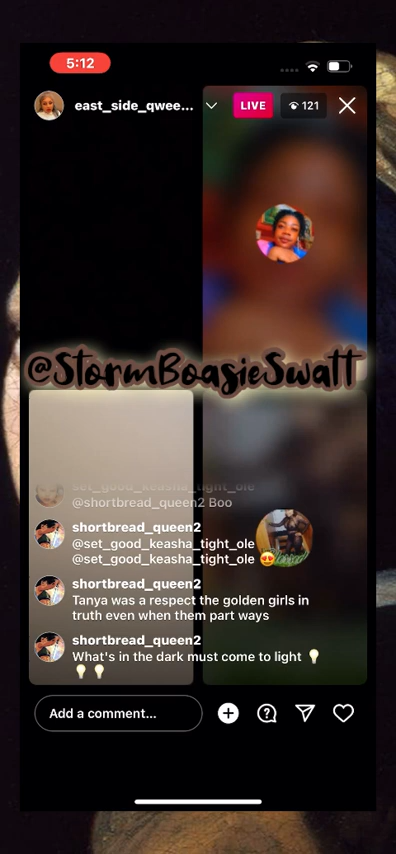 5:12
east_side_qwee...
LIVE
121
@StormBoasieSwatt
set_good_keasha_tight_ole
@shortbread_queen2 Boo
shortbread_queen2
@set_good_keasha_tight_ole
@set_good_keasha_tight_ole 😍
shortbread_queen2
Tanya was a respect the golden girls in
truth even when them part ways
shortbread_queen2
What's in the dark must come to light 💡
💡 💡
Add a comment...